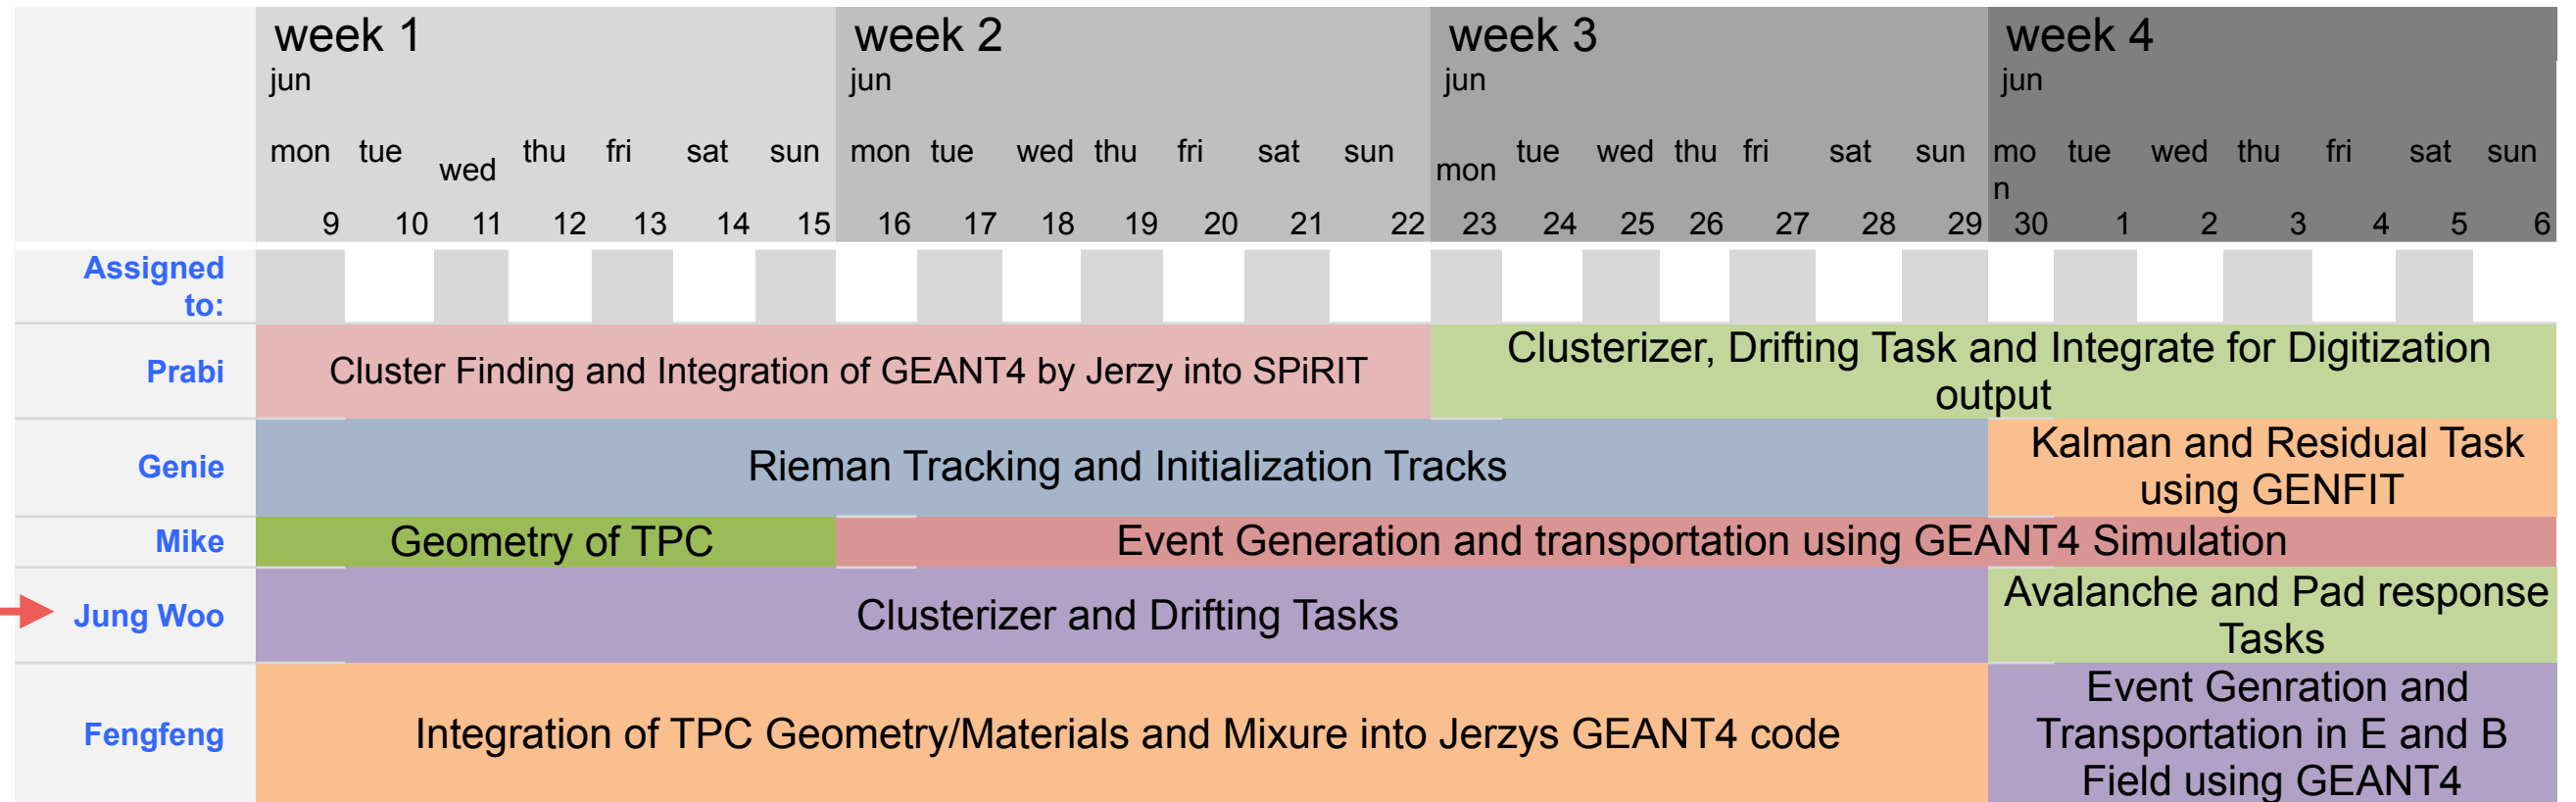 week 1 week 2 week 3 week 4
jun jun jun jun
mon tue wed thu fri sat sun mon tue wed thu fri sat sun mon tue wed thu fri sat sun mo tue wed thu fri sat sun
n
9 10 11 12 13 14 15 16 17 18 19 20 21 22 23 24 25 26 27 28 29 30 1 2 3 4 5 6
Assigned
to:
Prabi
Cluster Finding and Integration of GEANT4 by Jerzy into SPiRIT
Clusterizer, Drifting Task and Integrate for Digitization
output
Genie
Rieman Tracking and Initialization Tracks
Kalman and Residual Task
using GENFIT
Mike
Geometry of TPC
Event Generation and transportation using GEANT4 Simulation
Jung Woo
Clusterizer and Drifting Tasks
Avalanche and Pad response
Tasks
Fengfeng
Integration of TPC Geometry/Materials and Mixure into Jerzys GEANT4 code
Event Genration and
Transportation in E and B
Field using GEANT4